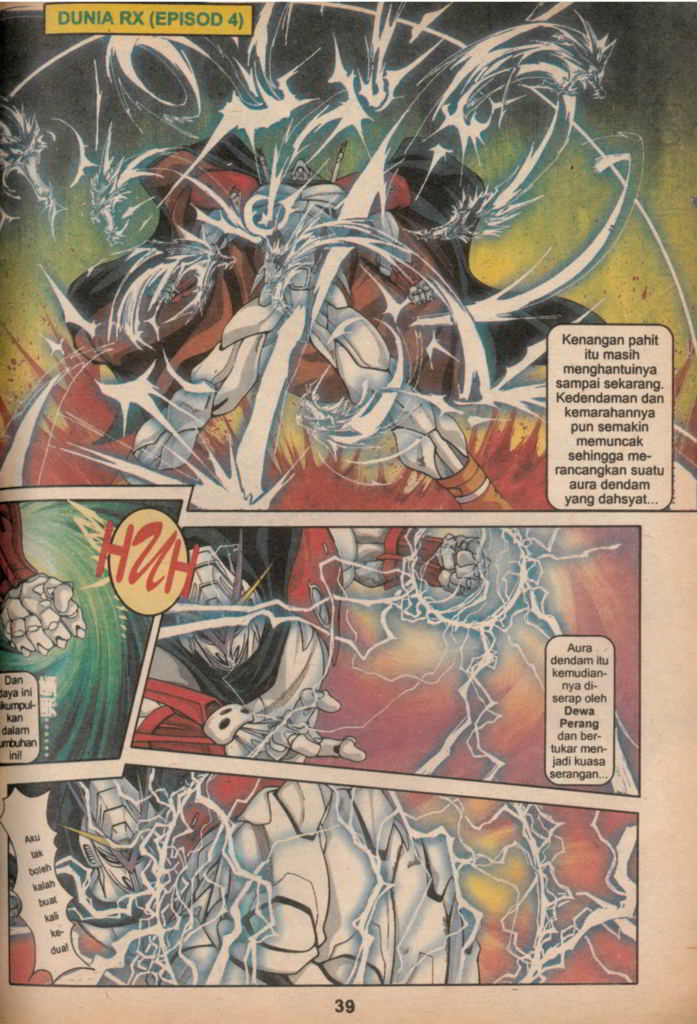 DUNIA RX (EPISOD 4)
Kenangan pahit
itu masih
menghantuinya
sampai sekarang.
Kedendaman dan
kemarahannya
pun semakin
memuncak
sehingga me-
rancangkan suatu
aura dendam
yang dahsyat...
HUH
Dan
daya ini
ikumpul-
kan
dalam
umbuhan
ini!
Aura
dendam itu
kemudian-
nya di-
serap oleh
Dewa
Perang
dan ber-
tukar men-
jadi kuasa
serangan...
Aku
tak
boleh
kalah
buat
kali
ke-
dua!
39